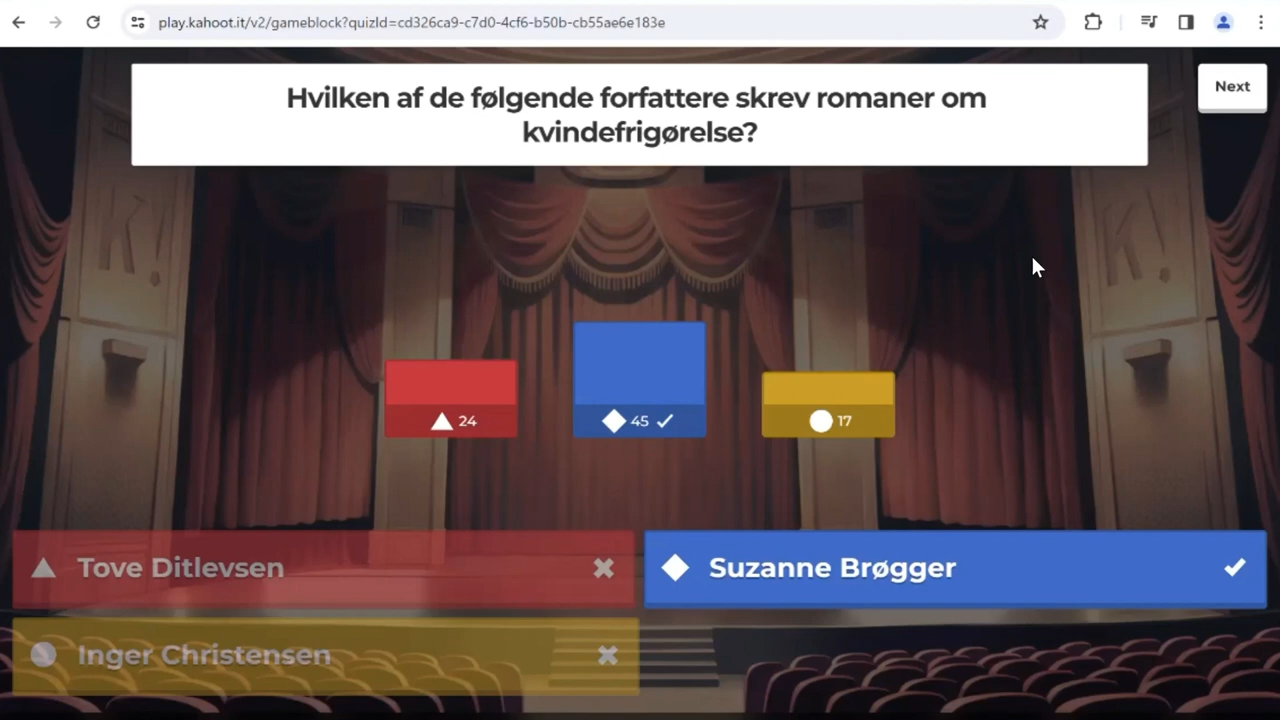 play.kahoot.it/v2/gameblock?quizId=cd326ca9-c7d0-4cf6-b50b-cb55ae6e183e
Hvilken af de følgende forfattere skrev romaner om
kvindefrigørelse?
Next
K!
K!
24
45
17
Tove Ditlevsen
Suzanne Brøgger
Inger Christensen